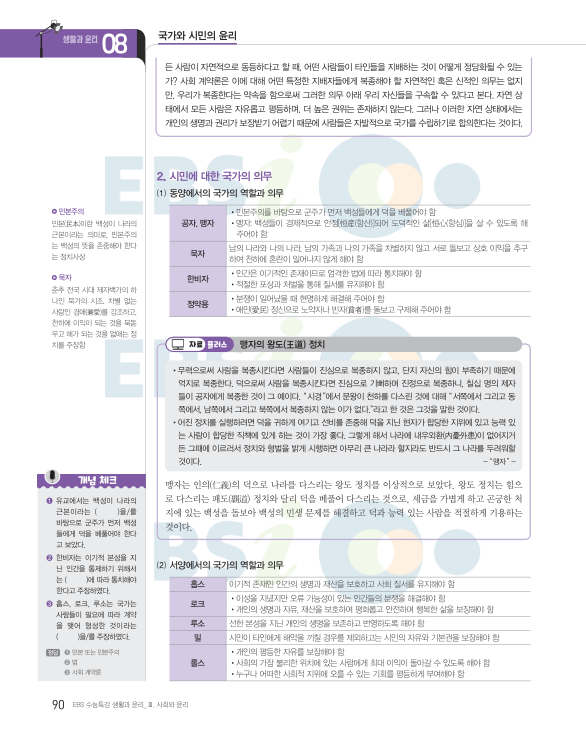 생활과 윤리 08
국가와 시민의 윤리
든 사람이 자연적으로 동등하다고 할 때, 어떤 사람들이 타인들을 지배하는 것이 어떻게 정당화될 수 있는
가? 사회 계약론은 이에 대해 어떤 특정한 지배자들에게 복종해야 할 자연적인 혹은 신적인 의무는 없지
만, 우리가 복종한다는 약속을 함으로써 그러한 의무 아래 우리 자신들을 구속할 수 있다고 본다. 자연 상
태에서 모든 사람은 자유롭고 평등하며, 더 높은 권위는 존재하지 않는다. 그러나 이러한 자연 상태에서는
개인의 생명과 권리가 보장받기 어렵기 때문에 사람들은 자발적으로 국가를 수립하기로 합의한다는 것이다.
2. 시민에 대한 국가의 의무
(1) 동양에서의 국가의 역할과 의무
공자, 맹자
• 민본주의를 바탕으로 군주가 먼저 백성들에게 덕을 베풀어야 함
• 맹자: 백성들이 경제적으로 안정[恒産(항산)]되어 도덕적인 삶[恒心(항심)]을 살 수 있도록 해
주어야 함
묵자
남의 나라와 나의 나라, 남의 가족과 나의 가족을 차별하지 않고 서로 돌보고 상호 이익을 추구
하며 천하에 혼란이 일어나지 않게 해야 함
한비자
• 인간은 이기적인 존재이므로 엄격한 법에 따라 통치해야 함
• 적절한 포상과 처벌을 통해 질서를 유지해야 함
정약용
• 분쟁이 일어났을 때 현명하게 해결해 주어야 함
• 애민(愛民) 정신으로 노약자나 빈자(貧者)를 돌보고 구제해 주어야 함
민본주의
민본(民本)이란 백성이 나라의
근본이라는 의미로, 민본주의
는 백성의 뜻을 존중해야 한다
는 정치사상
묵자
춘추 전국 시대 제자백가의 하
나인 묵가의 시조. 차별 없는
사랑인 겸애(兼愛)를 강조하고,
천하에 이익이 되는 것을 북돋
우고 해가 되는 것을 없애는 정
치를 주장함
자료 플러스 맹자의 왕도(王道) 정치
• 무력으로써 사람을 복종시킨다면 사람들이 진심으로 복종하지 않고, 단지 자신의 힘이 부족하기 때문에
억지로 복종한다. 덕으로써 사람을 복종시킨다면 진심으로 기뻐하며 진정으로 복종하니, 칠십 명의 제자
들이 공자에게 복종한 것이 그 예이다. "시경"에서 문왕이 천하를 다스린 것에 대해 "서쪽에서 그리고 동
쪽에서, 남쪽에서 그리고 북쪽에서 복종하지 않는 이가 없다."라고 한 것은 그것을 말한 것이다.
• 어진 정치를 실행하려면 덕을 귀하게 여기고 선비를 존중해 덕을 지닌 현자가 합당한 지위에 있고 능력 있
는 사람이 합당한 직책에 있게 하는 것이 가장 좋다. 그렇게 해서 나라에 내우외환(內憂外患)이 없어지거
든 그때에 이르러서 정치와 형벌을 밝게 시행하면 아무리 큰 나라라 할지라도 반드시 그 나라를 두려워할
것이다.
- "맹자" -
맹자는 인의(仁義)의 덕으로 나라를 다스리는 왕도 정치를 이상적으로 보았다. 왕도 정치는 힘으
로 다스리는 패도(霸道) 정치와 달리 덕을 베풀어 다스리는 것으로, 세금을 가볍게 하고 곤궁한 처
지에 있는 백성을 돌보아 백성의 민생 문제를 해결하고 덕과 능력 있는 사람을 적절하게 기용하는
것이다.
개념 체크
❶ 유교에서는 백성이 나라의
근본이라는 ( )을/를
바탕으로 군주가 먼저 백성
들에게 덕을 베풀어야 한다
고 보았다.
❷ 한비자는 이기적 본성을 지
닌 인간을 통제하기 위해서
는 ( )에 따라 통치해야
한다고 주장하였다.
❸ 홉스, 로크, 루소는 국가는
사람들이 필요에 따라 계약
을 맺어 형성한 것이라는
( )을/를 주장하였다.
정답 ❶ 민본 또는 민본주의
❷ 법
❸ 사회 계약론
(2) 서양에서의 국가의 역할과 의무
홉스
이기적 존재인 인간의 생명과 재산을 보호하고 사회 질서를 유지해야 함
로크
• 이성을 지녔지만 오류 가능성이 있는 인간들의 분쟁을 해결해야 함
• 개인의 생명과 자유, 재산을 보호하여 평화롭고 안전하며 행복한 삶을 보장해야 함
루소
선한 본성을 지닌 개인의 생명을 보존하고 번영하도록 해야 함
밀
시민이 타인에게 해악을 끼칠 경우를 제외하고는 시민의 자유와 기본권을 보장해야 함
롤스
• 개인의 평등한 자유를 보장해야 함
• 사회의 가장 불리한 위치에 있는 사람에게 최대 이익이 돌아갈 수 있도록 해야 함
• 누구나 어떠한 사회적 지위에 오를 수 있는 기회를 평등하게 부여해야 함
90 EBS 수능특강 생활과 윤리_ Ⅲ. 사회와 윤리
EBSi
EBSi
EBSi